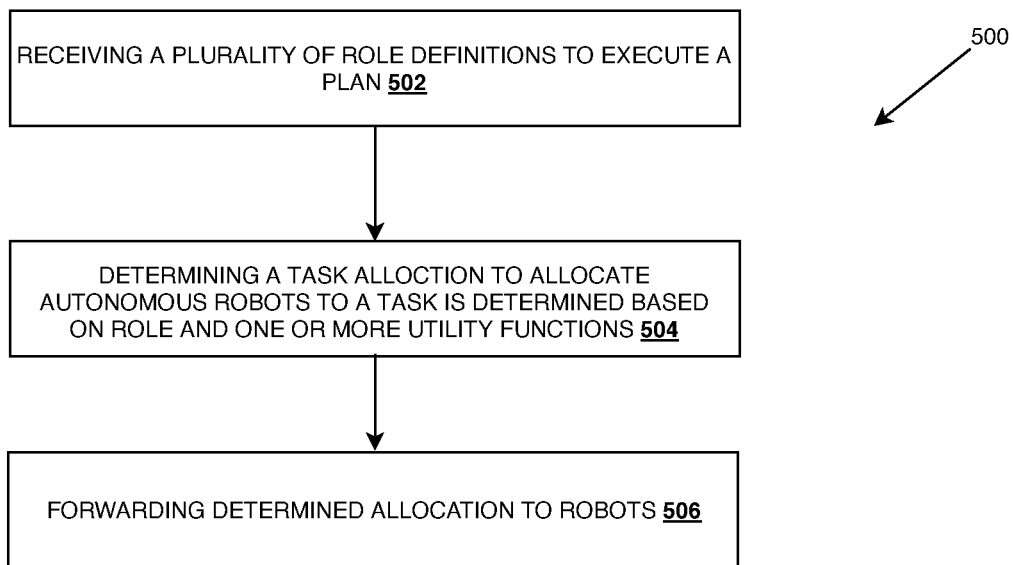 RECEIVING A PLURALITY OF ROLE DEFINITIONS TO EXECUTE A
PLAN 502
500
DETERMINING A TASK ALLOCTION TO ALLOCATE
AUTONOMOUS ROBOTS TO A TASK IS DETERMINED BASED
ON ROLE AND ONE OR MORE UTILITY FUNCTIONS 504
FORWARDING DETERMINED ALLOCATION TO ROBOTS 506